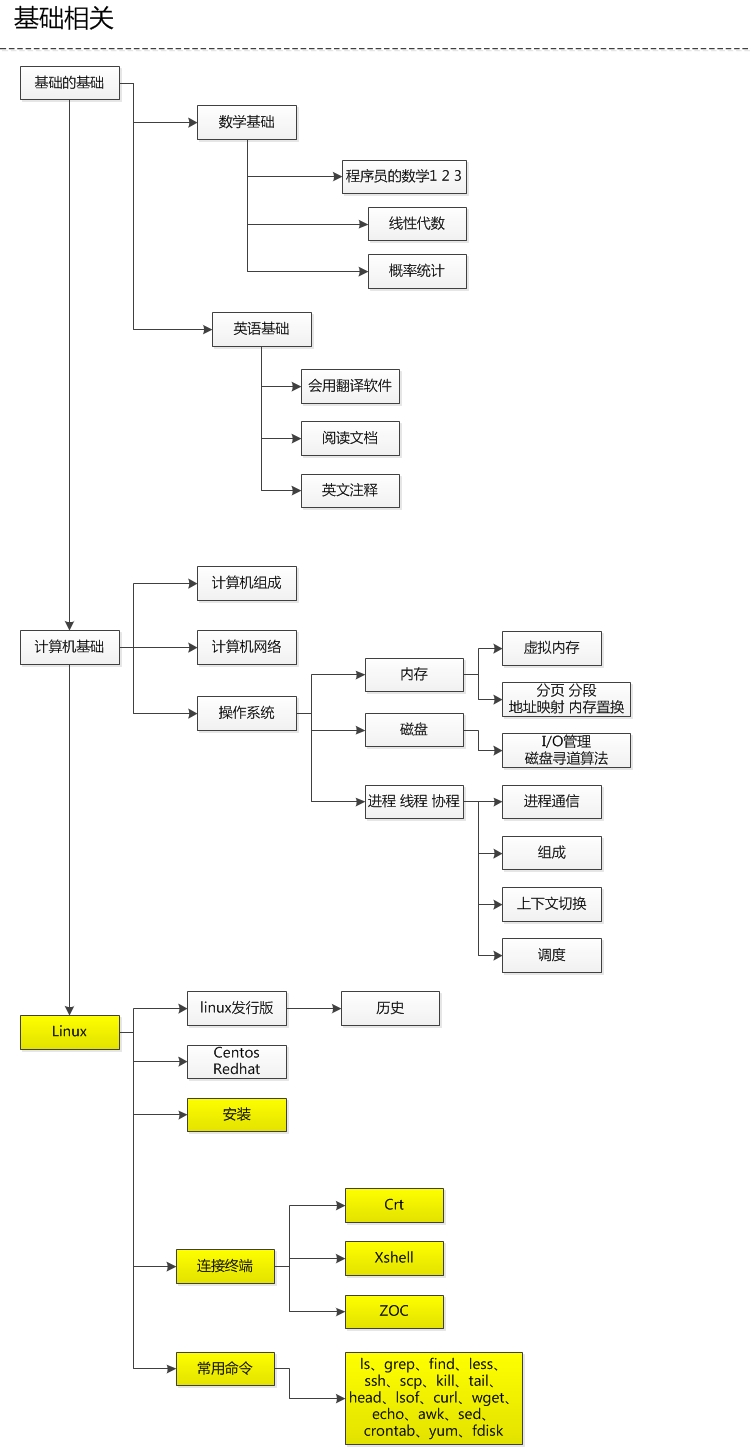 基础相关
基础的基础
数学基础
程序员的数学1 2 3
线性代数
概率统计
英语基础
会用翻译软件
阅读文档
英文注释
计算机基础
计算机组成
计算机网络
操作系统
内存
虚拟内存
分页 分段
地址映射 内存置换
磁盘
I/O管理
磁盘寻道算法
进程 线程 协程
进程通信
组成
上下文切换
调度
Linux
linux发行版
历史
Centos
Redhat
安装
连接终端
Crt
Xshell
ZOC
常用命令
ls、grep、find、less、
ssh、scp、kill、tail、
head、lsof、curl、wget、
echo、awk、sed、
crontab、yum、fdisk